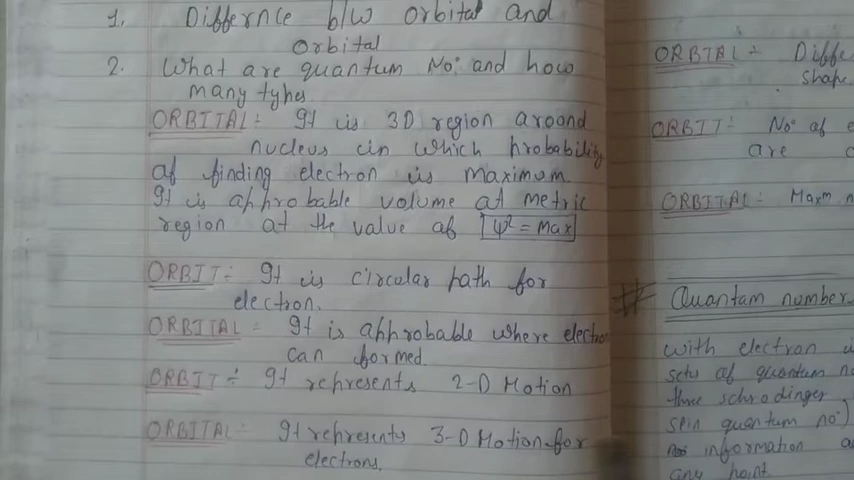 1. Differnce b/w orbital and
Orbital
2. What are quantum No: and how
many types.
ORBITAL:- It is 3D region around
nucleus in which probability
of finding electron is maximum.
It is approbable volume at metric
region at the value of ψ² = Max
ORBIT:- It is circular path for
electron.
ORBITAL:- It is approbable where electron
can formed.
ORBIT:- It represents 2-D Motion
ORBITAL:- It represents 3-D Motion for
electrons.
ORBITAL:- Diffe
shape.
ORBIT:- No: of e
are
ORBITAL:- Maxm n
# Quantam number
With electron i
sets of quantum n
three schrodinger
spin quantum no:)
information a
any point.